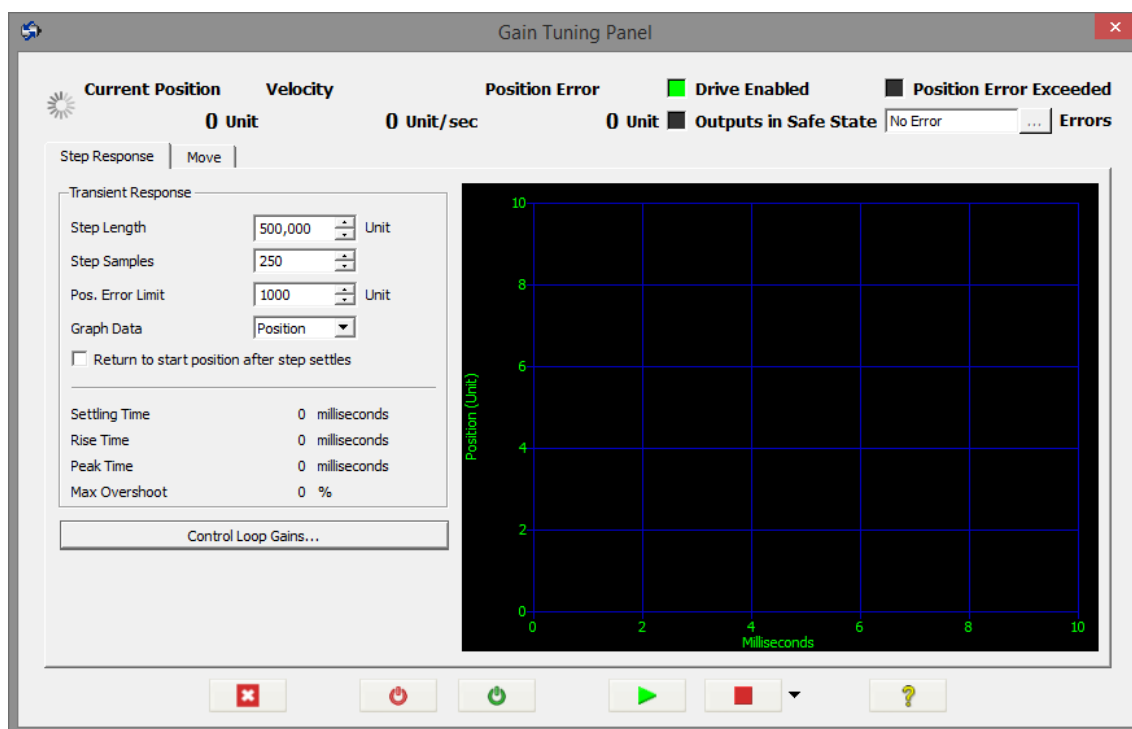 Gain Tuning Panel
Current Position Velocity Position Error Drive Enabled Position Error Exceeded
0 Unit 0 Unit/sec 0 Unit Outputs in Safe State No Error ... Errors
Step Response Move
Transient Response
Step Length 500,000 Unit
Step Samples 250
Pos. Error Limit 1000 Unit
Graph Data Position
Return to start position after step settles
Settling Time 0 milliseconds
Rise Time 0 milliseconds
Peak Time 0 milliseconds
Max Overshoot 0 %
Control Loop Gains...
Position (Unit)
10
8
6
4
2
0
0 2 4 6 8 10
Milliseconds